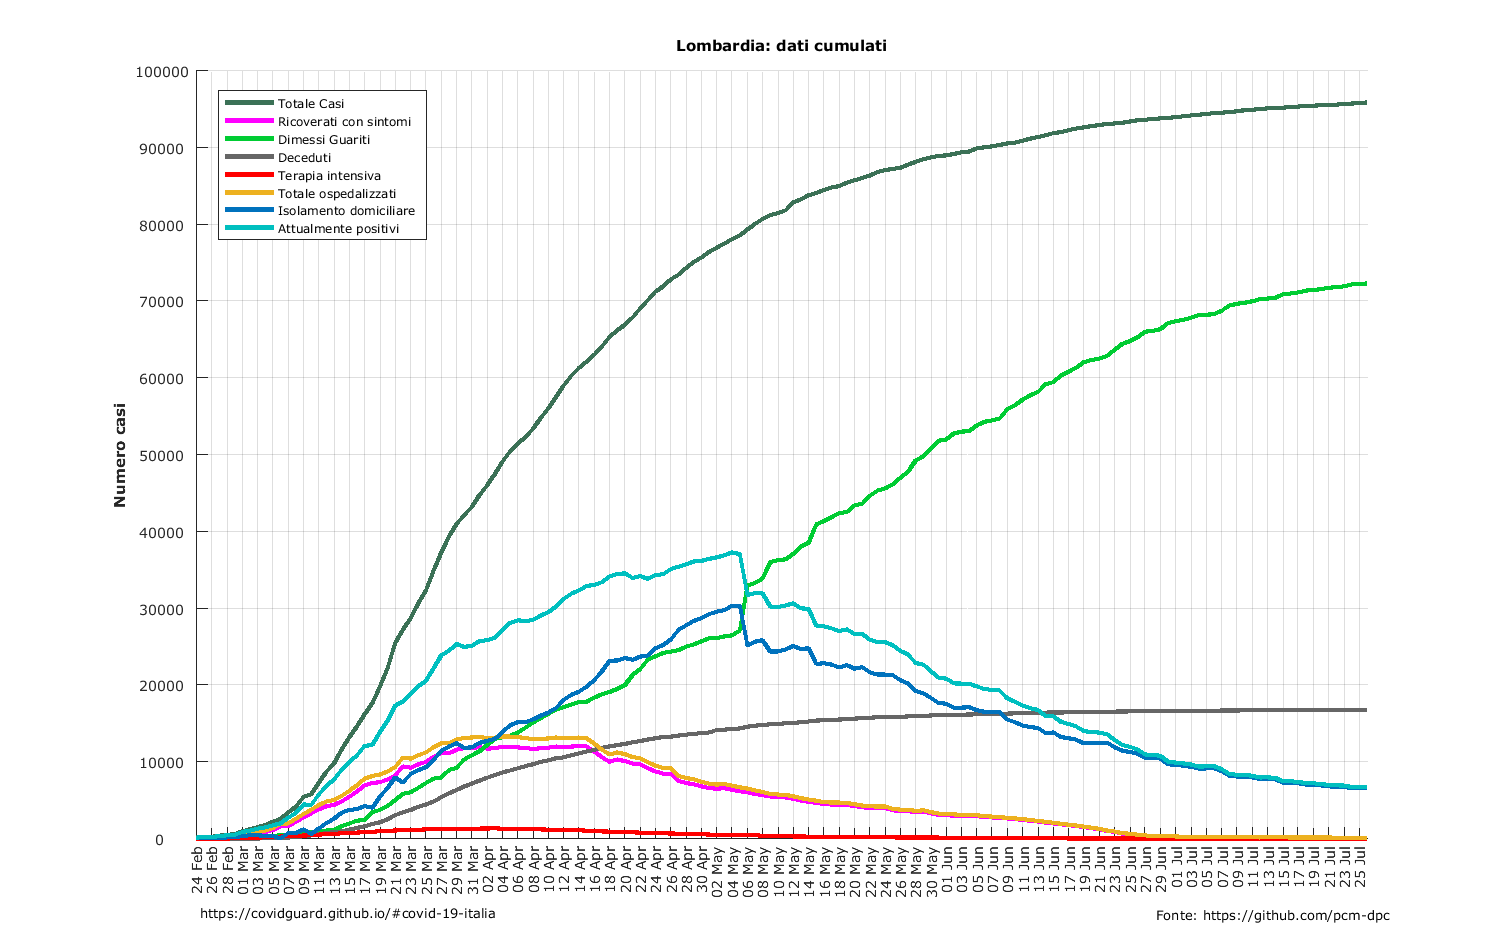 Lombardia: dati cumulati
100000
90000
80000
70000
60000
50000
40000
30000
20000
10000
0
Numero casi
Totale Casi
Ricoverati con sintomi
Dimessi Guariti
Deceduti
Terapia intensiva
Totale ospedalizzati
Isolamento domiciliare
Attualmente positivi
24 Feb
26 Feb
28 Feb
01 Mar
03 Mar
05 Mar
07 Mar
09 Mar
11 Mar
13 Mar
15 Mar
17 Mar
19 Mar
21 Mar
23 Mar
25 Mar
27 Mar
29 Mar
31 Mar
02 Apr
04 Apr
06 Apr
08 Apr
10 Apr
12 Apr
14 Apr
16 Apr
18 Apr
20 Apr
22 Apr
24 Apr
26 Apr
28 Apr
30 Apr
02 May
04 May
06 May
08 May
10 May
12 May
14 May
16 May
18 May
20 May
22 May
24 May
26 May
28 May
30 May
01 Jun
03 Jun
05 Jun
07 Jun
09 Jun
11 Jun
13 Jun
15 Jun
17 Jun
19 Jun
21 Jun
23 Jun
25 Jun
27 Jun
29 Jun
01 Jul
03 Jul
05 Jul
07 Jul
09 Jul
11 Jul
13 Jul
15 Jul
17 Jul
19 Jul
21 Jul
23 Jul
25 Jul
https://covidguard.github.io/#covid-19-italia
Fonte: https://github.com/pcm-dpc